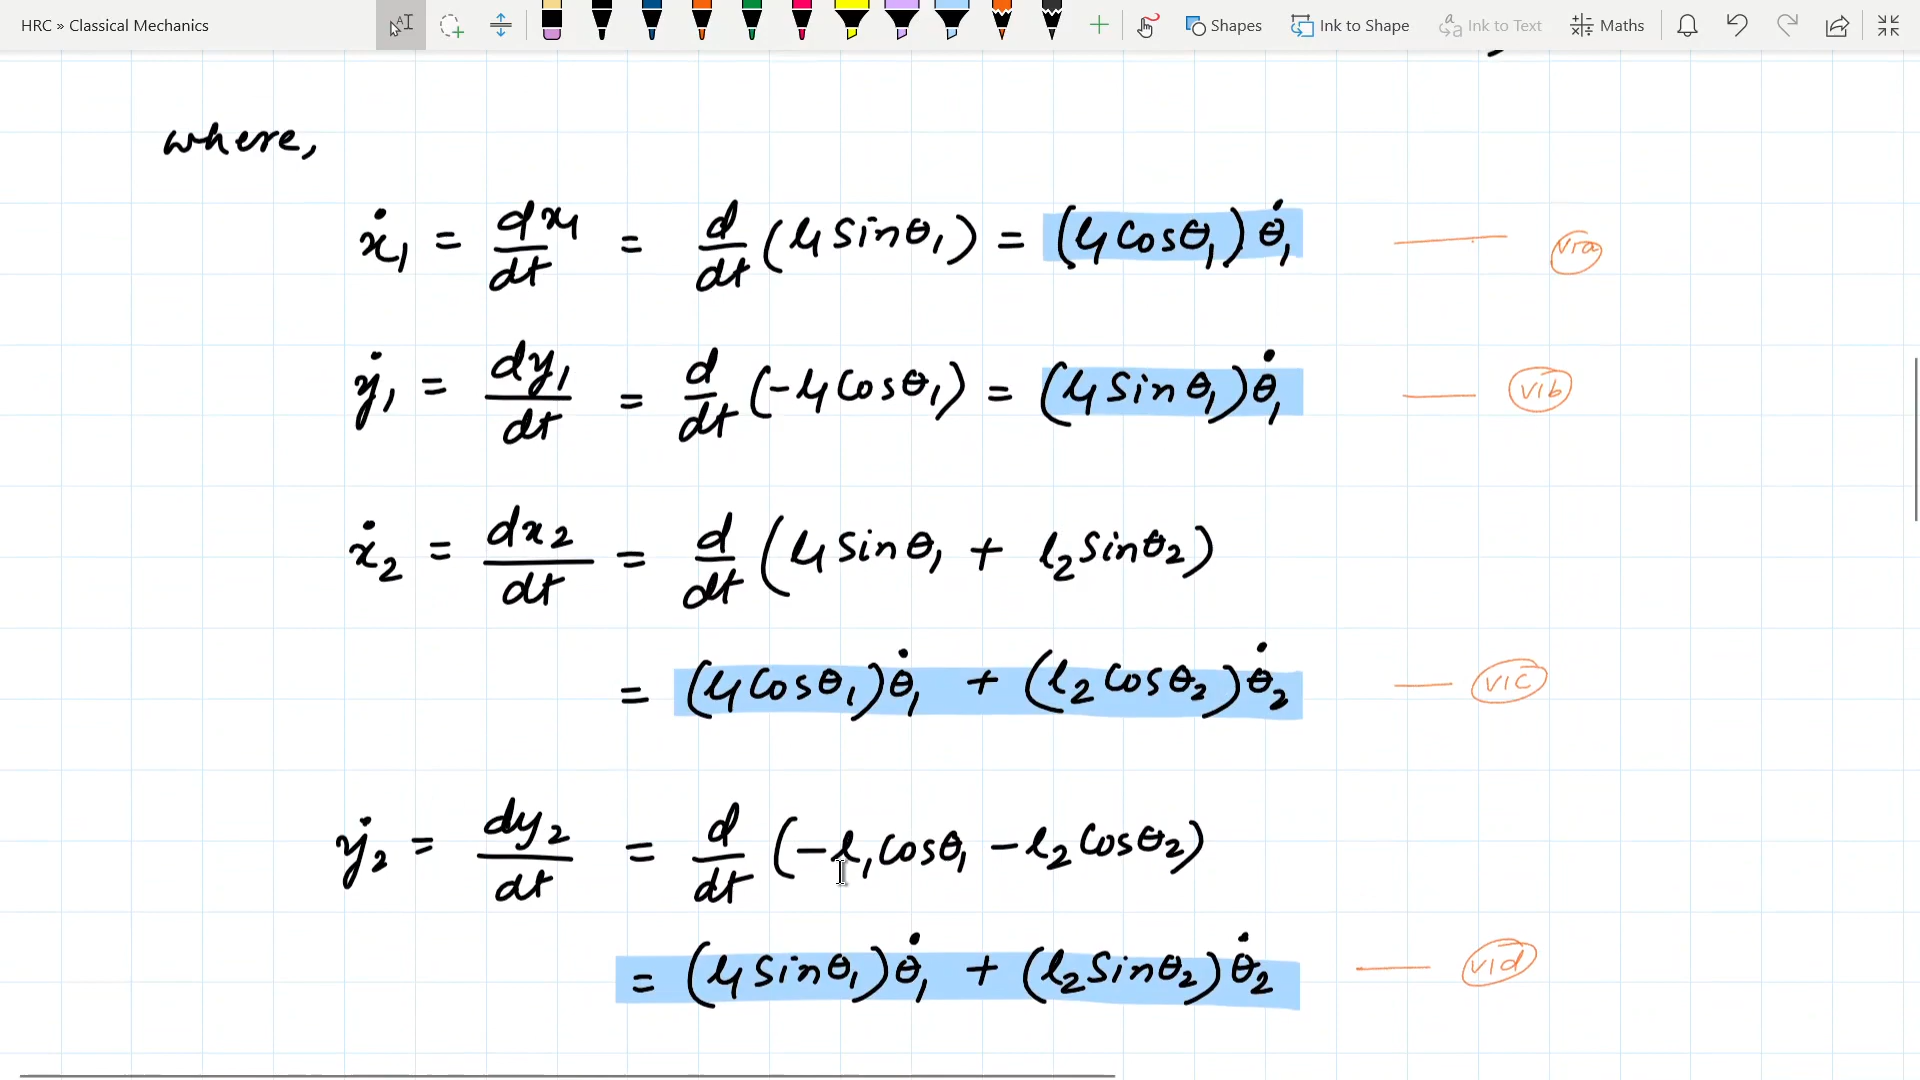 HRC » Classical Mechanics Shapes Ink to Shape Ink to Text Maths
where,
ẋ₁ = dx₁/dt = d/dt (l₁ Sinθ₁) = (l₁ Cosθ₁). θ̇₁ — via
ẏ₁ = dy₁/dt = d/dt (-l₁ Cosθ₁) = (l₁ Sinθ₁) θ̇₁ — vib
ẋ₂ = dx₂/dt = d/dt (l₁ Sinθ₁ + l₂ Sinθ₂)
= (l₁ Cosθ₁) θ̇₁ + (l₂ Cosθ₂) θ̇₂ — vic
ẏ₂ = dy₂/dt = d/dt (-l₁ Cosθ₁ - l₂ Cosθ₂)
= (l₁ Sinθ₁) θ̇₁ + (l₂ Sinθ₂) θ̇₂ — vid